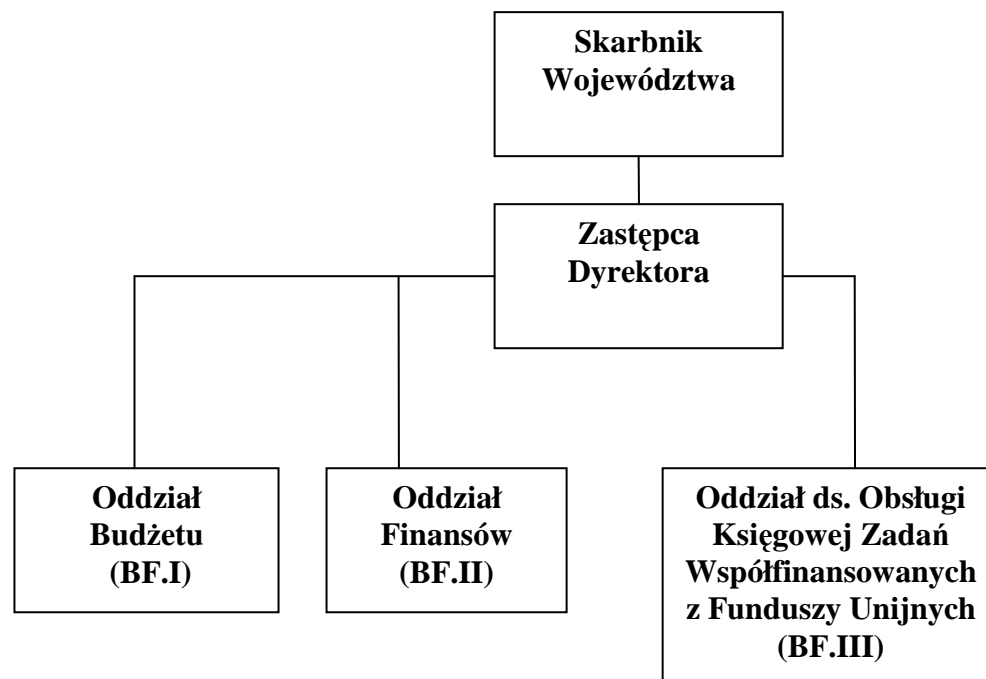 Skarbnik
Województwa
Zastępca
Dyrektora
Oddział
Budżetu
(BF.I)
Oddział
Finansów
(BF.II)
Oddział ds. Obsługi
Księgowej Zadań
Współfinansowanych
z Funduszy Unijnych
(BF.III)